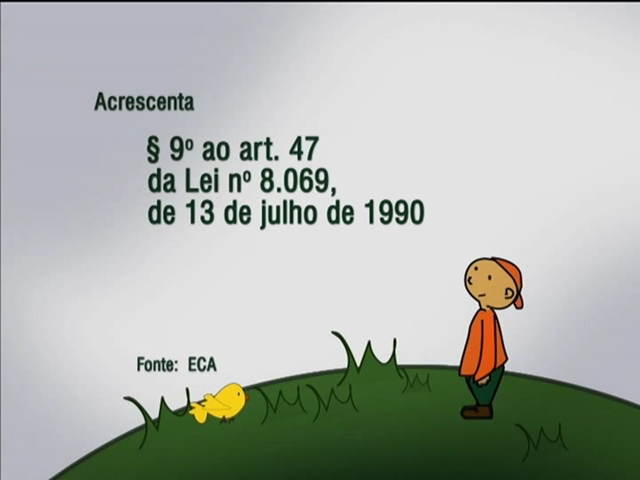 Acrescenta
§ 9º ao art. 47
da Lei nº 8.069,
de 13 de julho de 1990
Fonte: ECA